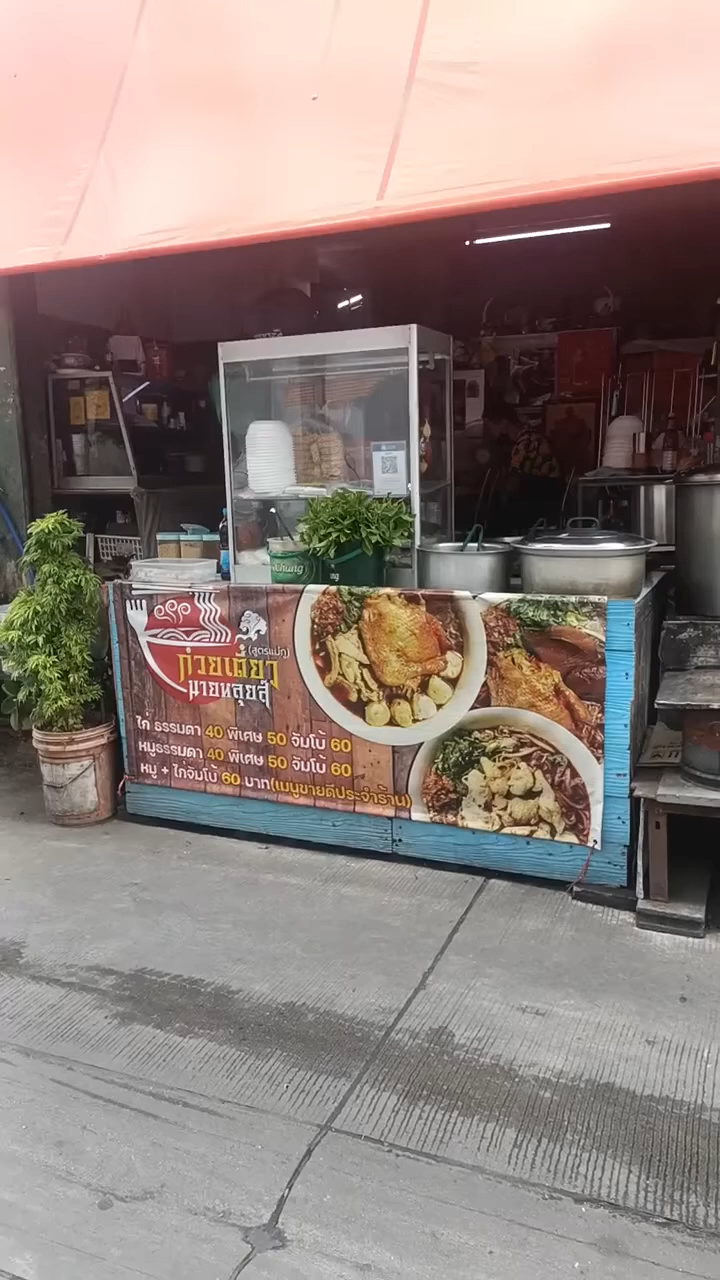 (สูตรแม่กู)
ก๋วยเตี๋ยว
นายหลุยส์
ไก่ ธรรมดา 40 พิเศษ 50 จัมโบ้ 60
หมูธรรมดา 40 พิเศษ 50 จัมโบ้ 60
หมู + ไก่จัมโบ้ 60 บาท(เมนูขายดีประจำร้าน)